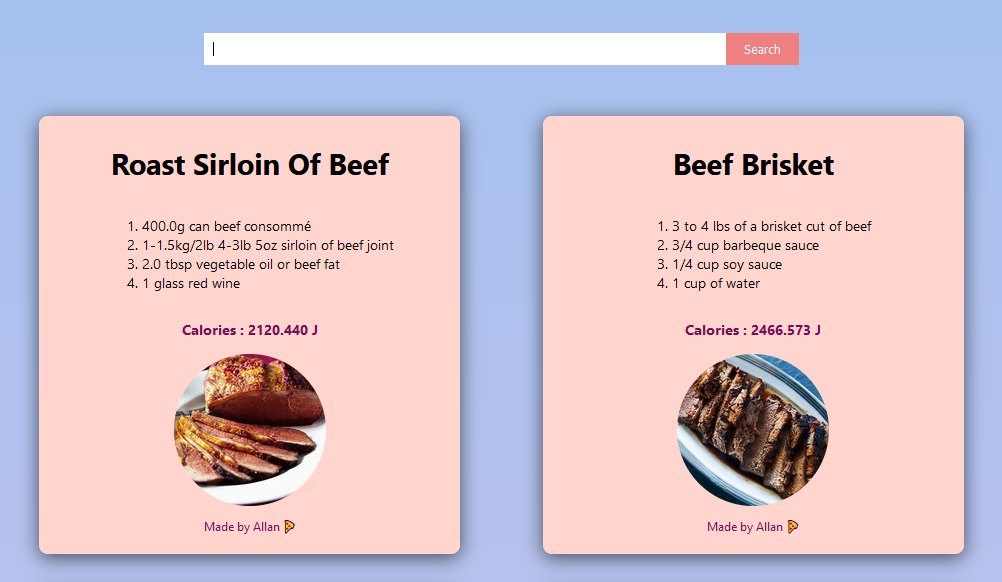 Search
Roast Sirloin Of Beef
1. 400.0g can beef consommé
2. 1-1.5kg/2lb 4-3lb 5oz sirloin of beef joint
3. 2.0 tbsp vegetable oil or beef fat
4. 1 glass red wine
Calories : 2120.440 J
Made by Allan 🍕
Beef Brisket
1. 3 to 4 lbs of a brisket cut of beef
2. 3/4 cup barbeque sauce
3. 1/4 cup soy sauce
4. 1 cup of water
Calories : 2466.573 J
Made by Allan 🍕